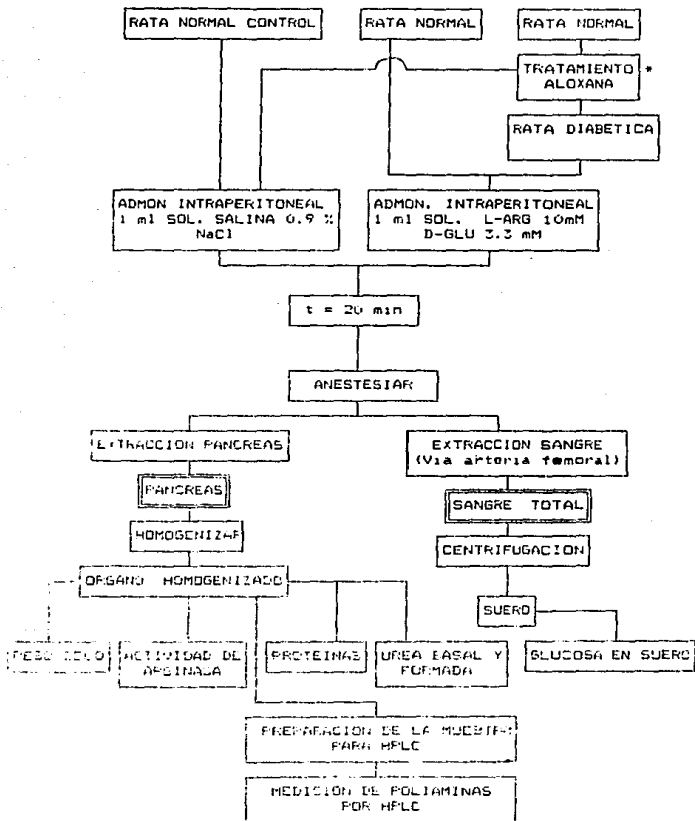 RATA NORMAL CONTROL
RATA NORMAL
RATA NORMAL
TRATAMIENTO *
ALOXANA
RATA DIABETICA
ADMON INTRAPERITONEAL
1 ml SOL. SALINA 0.9 %
NaCl
ADMON. INTRAPERITONEAL
1 ml SOL. L-ARG 10mM
D-GLU 3.3 mM
t = 20 min
ANESTESIAR
EXTRACCION PANCREAS
EXTRACCION SANGRE
(Via arteria femoral)
PANCREAS
SANGRE TOTAL
HOMOGENIZAR
CENTRIFUGACION
ORGANO HOMOGENIZADO
SUERO
PESO
ACTIVIDAD DE
ARGINASA
PROTEINAS
UREA BASAL Y
FORMADA
GLUCOSA EN SUERO
PREPARACION DE LA MUESTRA
PARA HPLC
MEDICIÓN DE POLIAMINAS
POR HPLC